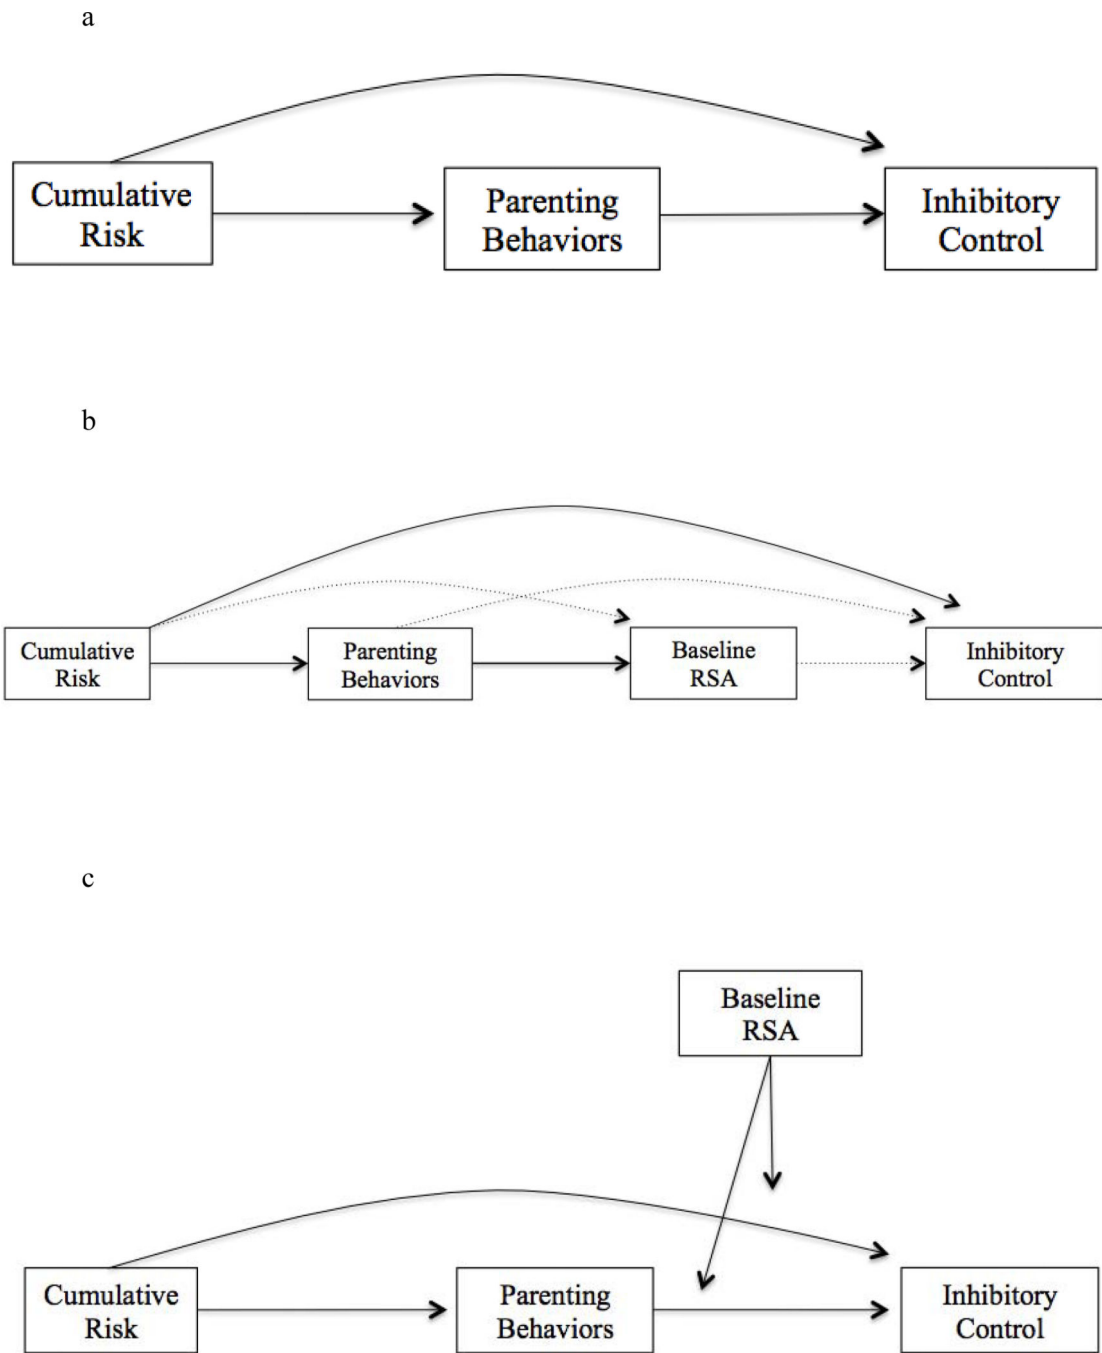 a
Cumulative
Risk
Parenting
Behaviors
Inhibitory
Control
b
Cumulative
Risk
Parenting
Behaviors
Baseline
RSA
Inhibitory
Control
c
Baseline
RSA
Cumulative
Risk
Parenting
Behaviors
Inhibitory
Control